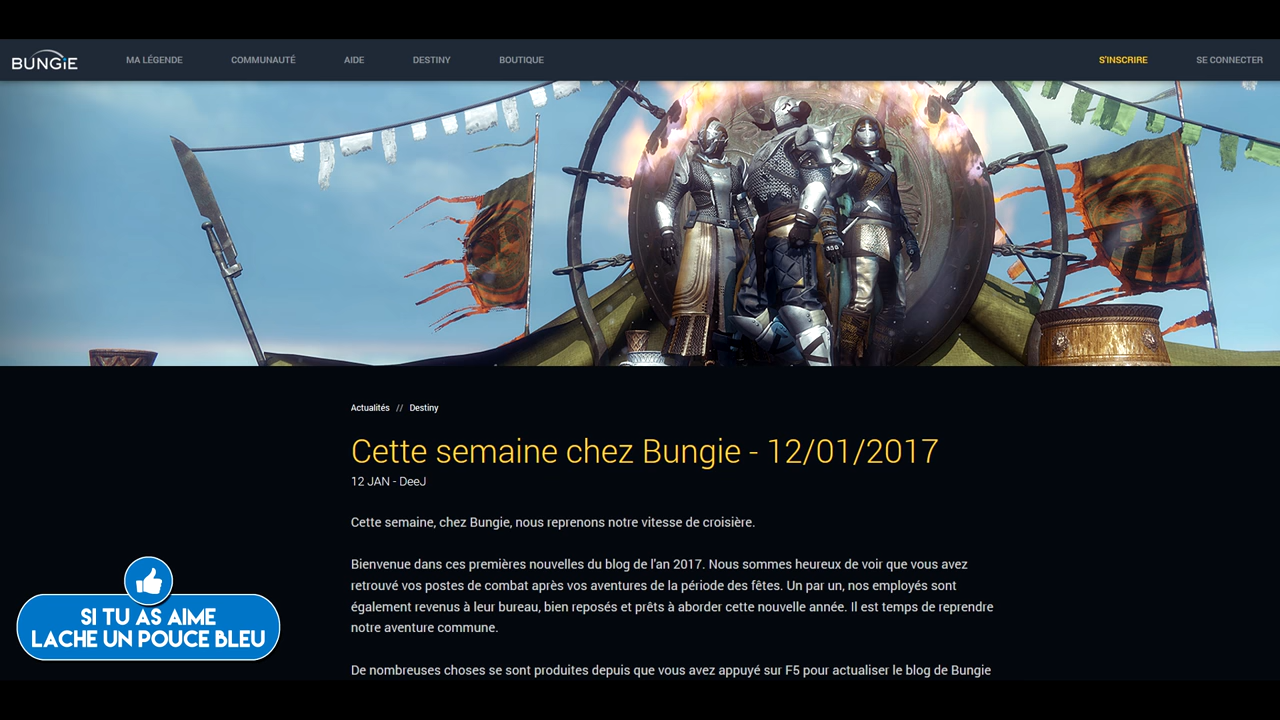 BUNGiE
MA LÉGENDE
COMMUNAUTÉ
AIDE
DESTINY
BOUTIQUE
S'INSCRIRE
SE CONNECTER
Actualités // Destiny
Cette semaine chez Bungie - 12/01/2017
12 JAN - DeeJ
Cette semaine, chez Bungie, nous reprenons notre vitesse de croisière.
Bienvenue dans ces premières nouvelles du blog de l'an 2017. Nous sommes heureux de voir que vous avez
retrouvé vos postes de combat après vos aventures de la période des fêtes. Un par un, nos employés sont
également revenus à leur bureau, bien reposés et prêts à aborder cette nouvelle année. Il est temps de reprendre
notre aventure commune.
De nombreuses choses se sont produites depuis que vous avez appuyé sur F5 pour actualiser le blog de Bungie
SI TU AS AIME
LACHE UN POUCE BLEU